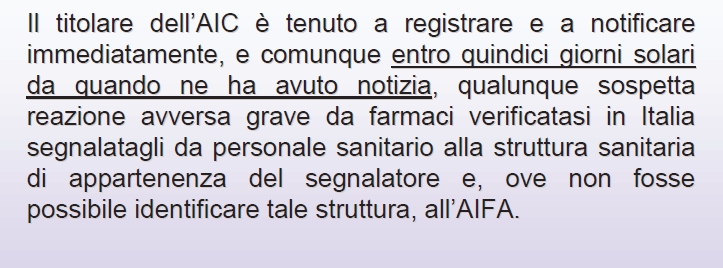 Il titolare dell'AIC è tenuto a registrare e a notificare
immediatamente, e comunque entro quindici giorni solari
da quando ne ha avuto notizia, qualunque sospetta
reazione avversa grave da farmaci verificatasi in Italia
segnalatagli da personale sanitario alla struttura sanitaria
di appartenenza del segnalatore e, ove non fosse
possibile identificare tale struttura, all'AIFA.